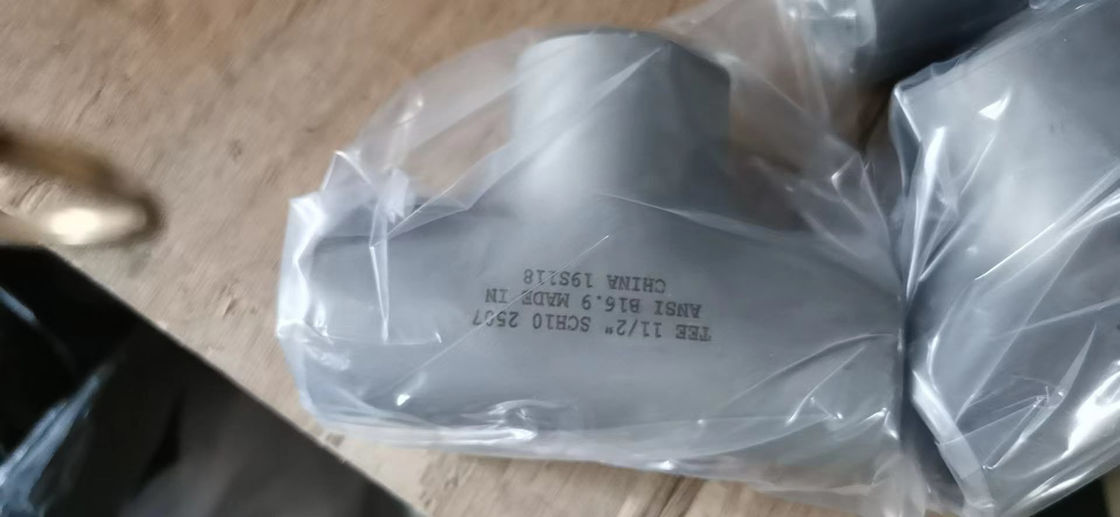 TEE 11/2" SCH10 2507
ANSI B16.9 MADE IN
CHINA 19S118